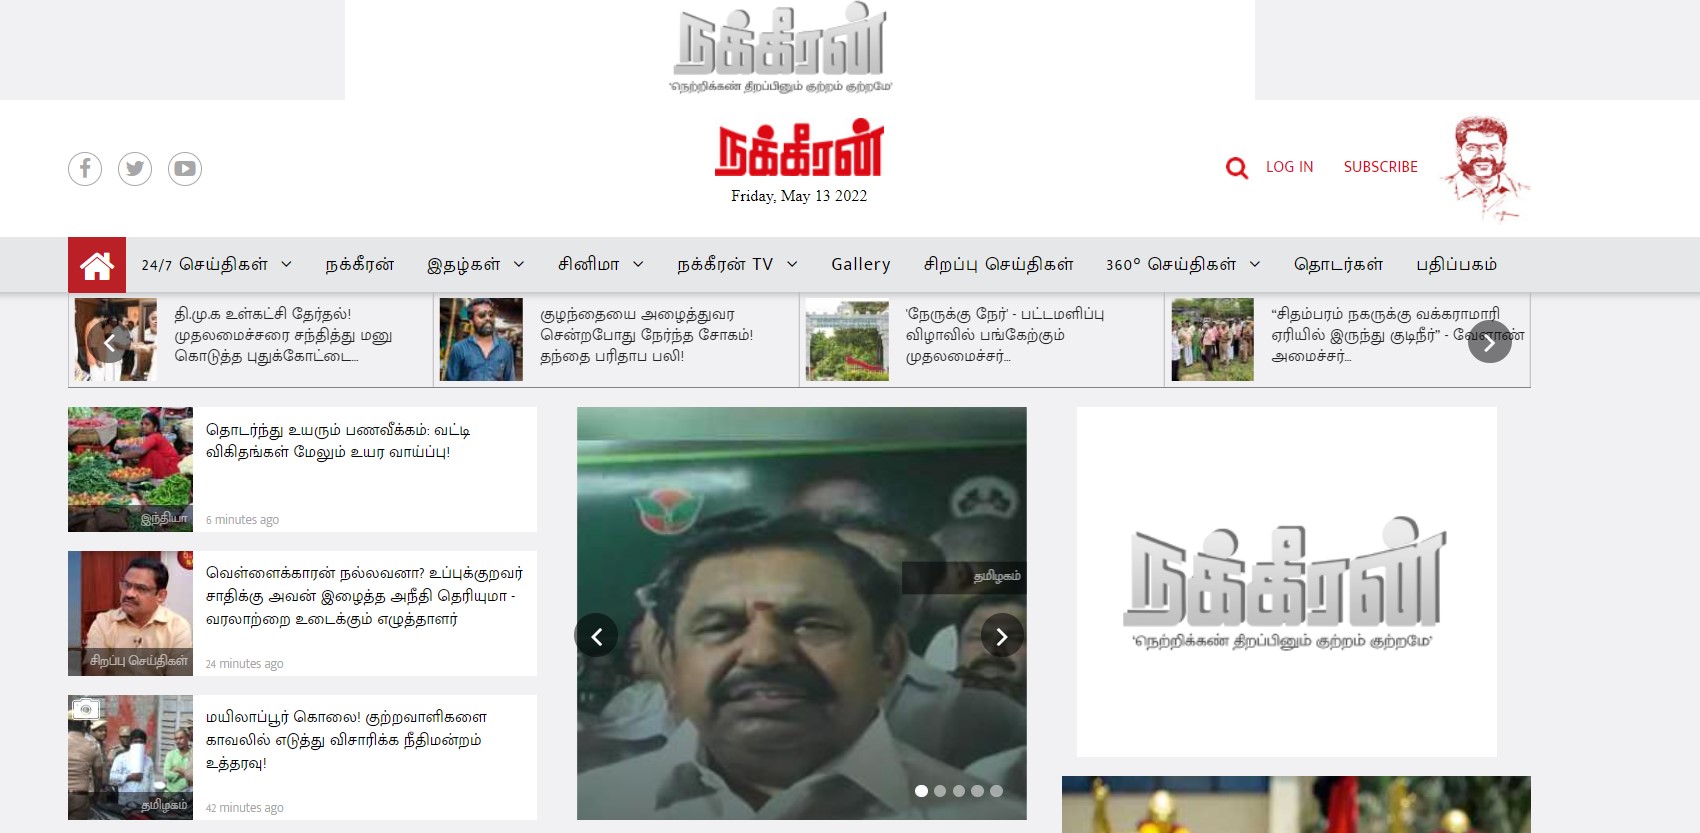 நக்கீரன்
'நெற்றிக்கண் திறப்பினும் குற்றம் குற்றமே'
நக்கீரன்
Friday, May 13 2022
LOG IN
SUBSCRIBE
24/7 செய்திகள்
நக்கீரன்
இதழ்கள்
சினிமா
நக்கீரன் TV
Gallery
சிறப்பு செய்திகள்
360° செய்திகள்
தொடர்கள்
பதிப்பகம்
தி.மு.க உள்கட்சி தேர்தல்!
முதலமைச்சரை சந்தித்து மனு
கொடுத்த புதுக்கோட்டை...
குழந்தையை அழைத்துவர
சென்றபோது நேர்ந்த சோகம்!
தந்தை பரிதாப பலி!
'நேருக்கு நேர்' - பட்டமளிப்பு
விழாவில் பங்கேற்கும்
முதலமைச்சர்...
“சிதம்பரம் நகருக்கு வக்கராமாரி
ஏரியில் இருந்து குடிநீர்” - வேளாண்
அமைச்சர்...
தொடர்ந்து உயரும் பணவீக்கம்: வட்டி
விகிதங்கள் மேலும் உயர வாய்ப்பு!
இந்தியா
6 minutes ago
வெள்ளைக்காரன் நல்லவனா? உப்புக்குறவர்
சாதிக்கு அவன் இழைத்த அநீதி தெரியுமா -
வரலாற்றை உடைக்கும் எழுத்தாளர்
சிறப்பு செய்திகள்
24 minutes ago
மயிலாப்பூர் கொலை! குற்றவாளிகளை
காவலில் எடுத்து விசாரிக்க நீதிமன்றம்
உத்தரவு!
தமிழகம்
42 minutes ago
தமிழகம்
நக்கீரன்
'நெற்றிக்கண் திறப்பினும் குற்றம் குற்றமே'